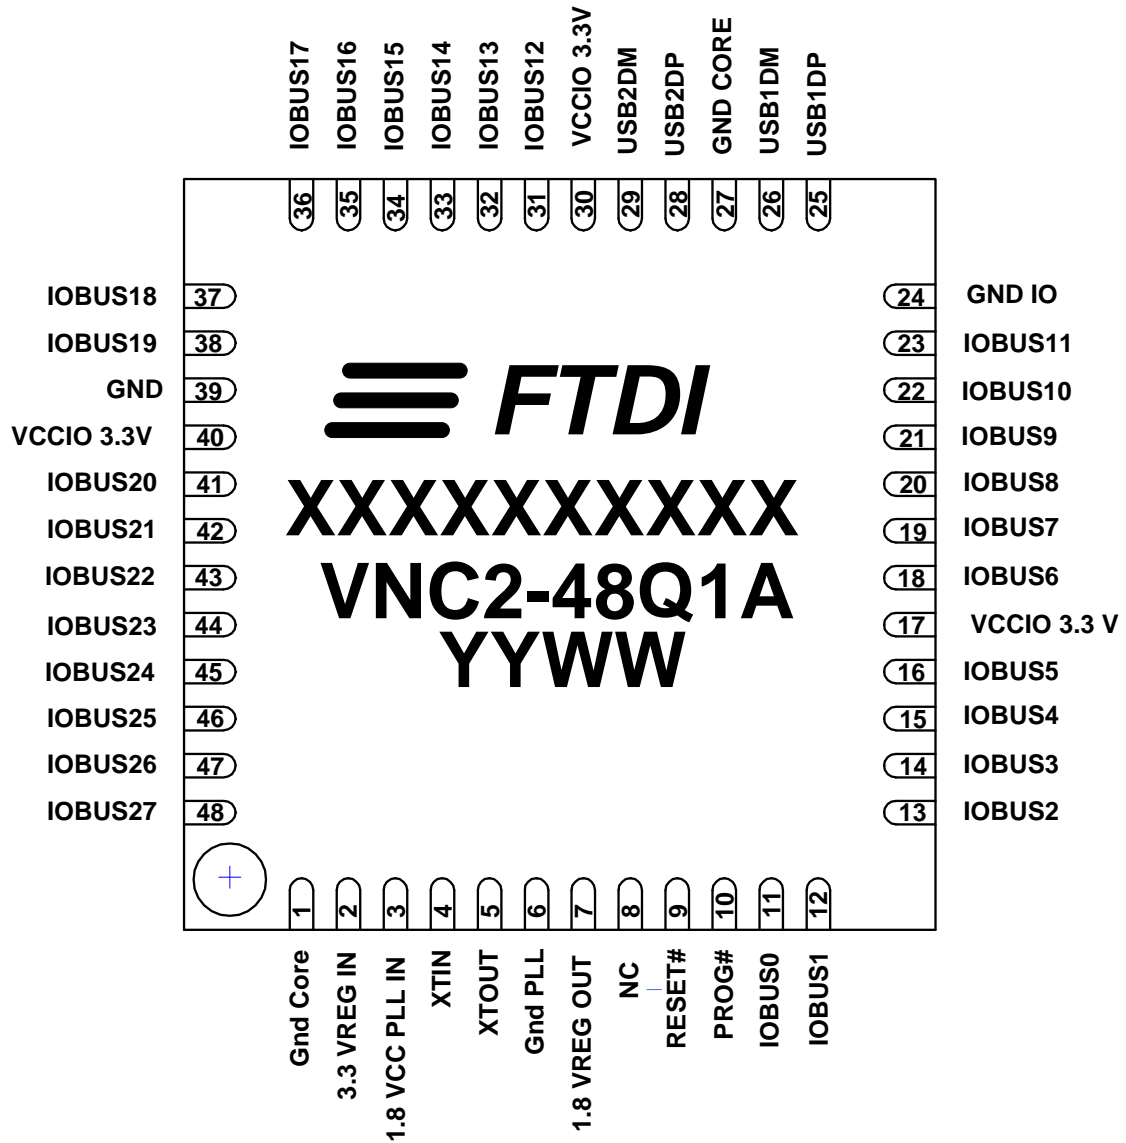 IOBUS17
IOBUS16
IOBUS15
IOBUS14
IOBUS13
IOBUS12
VCCIO 3.3V
USB2DM
USB2DP
GND CORE
USB1DM
USB1DP
36
35
34
33
32
31
30
29
28
27
26
25
IOBUS18 37
IOBUS19 38
GND 39
VCCIO 3.3V 40
IOBUS20 41
IOBUS21 42
IOBUS22 43
IOBUS23 44
IOBUS24 45
IOBUS25 46
IOBUS26 47
IOBUS27 48
FTDI
XXXXXXXXXX
VNC2-48Q1A
YYWW
24 GND IO
23 IOBUS11
22 IOBUS10
21 IOBUS9
20 IOBUS8
19 IOBUS7
18 IOBUS6
17 VCCIO 3.3 V
16 IOBUS5
15 IOBUS4
14 IOBUS3
13 IOBUS2
1
2
3
4
5
6
7
8
9
10
11
12
Gnd Core
3.3 VREG IN
1.8 VCC PLL IN
XTIN
XTOUT
Gnd PLL
1.8 VREG OUT
NC
RESET#
PROG#
IOBUS0
IOBUS1